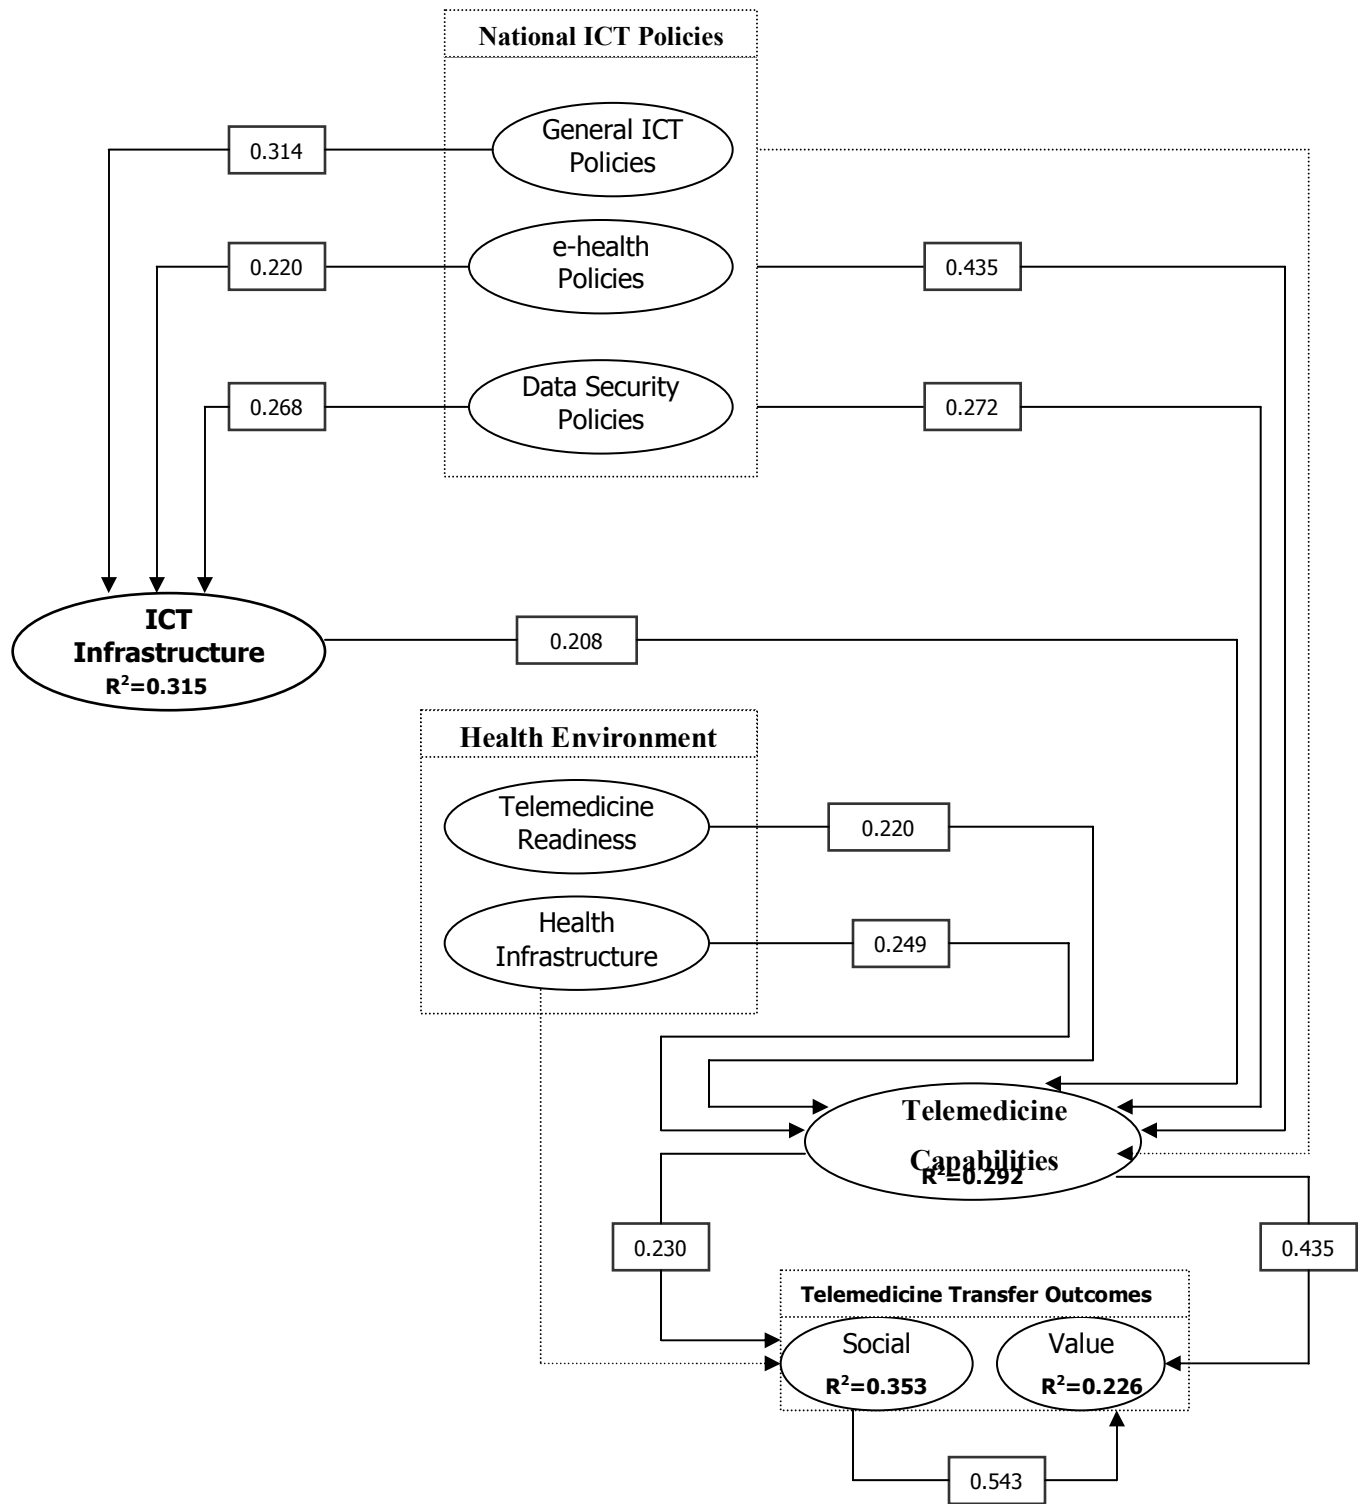 National ICT Policies
General ICT
Policies
0.314
e-health
Policies
0.220
0.435
Data Security
Policies
0.268
0.272
ICT
Infrastructure
R²=0.315
0.208
Health Environment
Telemedicine
Readiness
0.220
Health
Infrastructure
0.249
Telemedicine
Capabilities
R²=0.292
0.230
0.435
Telemedicine Transfer Outcomes
Social
R²=0.353
Value
R²=0.226
0.543